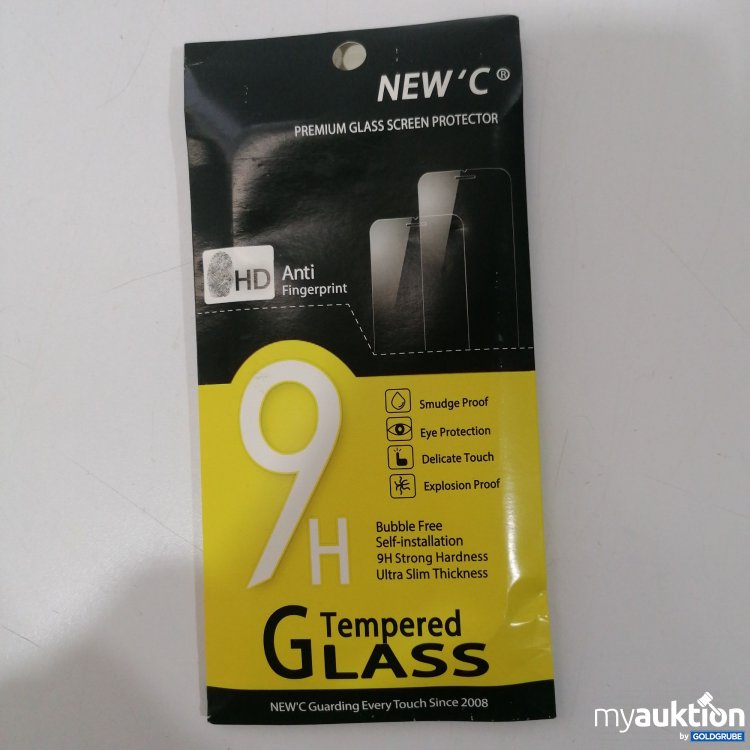 NEW 'C ®
PREMIUM GLASS SCREEN PROTECTOR
HD Anti
Fingerprint
9H
Smudge Proof
Eye Protection
Delicate Touch
Explosion Proof
Bubble Free
Self-installation
9H Strong Hardness
Ultra Slim Thickness
Tempered
GLASS
NEW'C Guarding Every Touch Since 2008
myauktion
by GOLDGRUBE